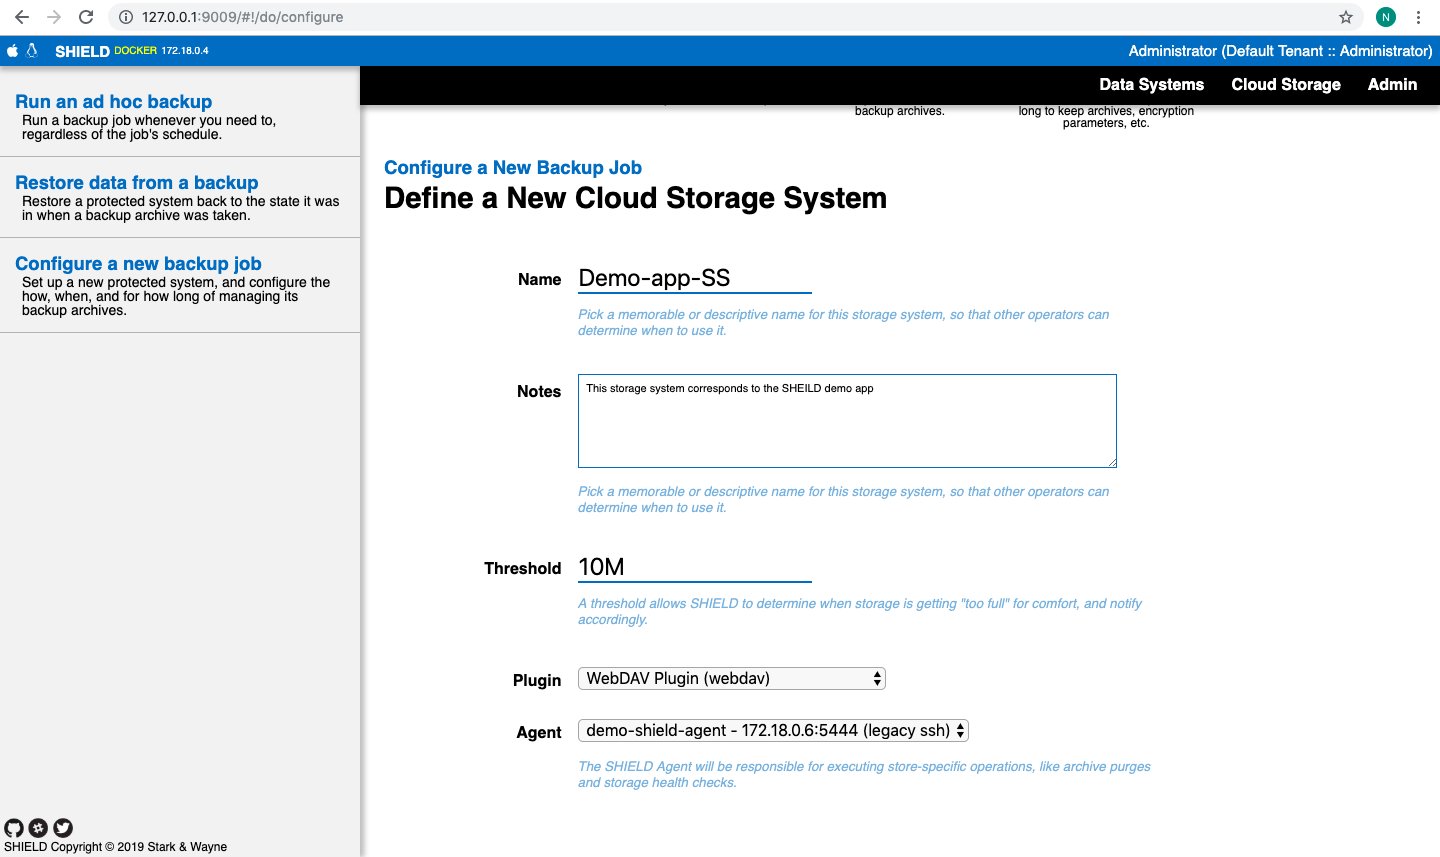 127.0.0.1:9009/#!/do/configure
N
SHIELD DOCKER 172.18.0.4
Administrator (Default Tenant :: Administrator)
Data Systems Cloud Storage Admin
Run an ad hoc backup
Run a backup job whenever you need to,
regardless of the job's schedule.
Restore data from a backup
Restore a protected system back to the state it was
in when a backup archive was taken.
Configure a new backup job
Set up a new protected system, and configure the
how, when, and for how long of managing its
backup archives.
backup archives.
long to keep archives, encryption
parameters, etc.
Configure a New Backup Job
Define a New Cloud Storage System
Name Demo-app-SS
Pick a memorable or descriptive name for this storage system, so that other operators can
determine when to use it.
Notes This storage system corresponds to the SHEILD demo app
Pick a memorable or descriptive name for this storage system, so that other operators can
determine when to use it.
Threshold 10M
A threshold allows SHIELD to determine when storage is getting "too full" for comfort, and notify
accordingly.
Plugin WebDAV Plugin (webdav)
Agent demo-shield-agent - 172.18.0.6:5444 (legacy ssh)
The SHIELD Agent will be responsible for executing store-specific operations, like archive purges
and storage health checks.
SHIELD Copyright © 2019 Stark & Wayne